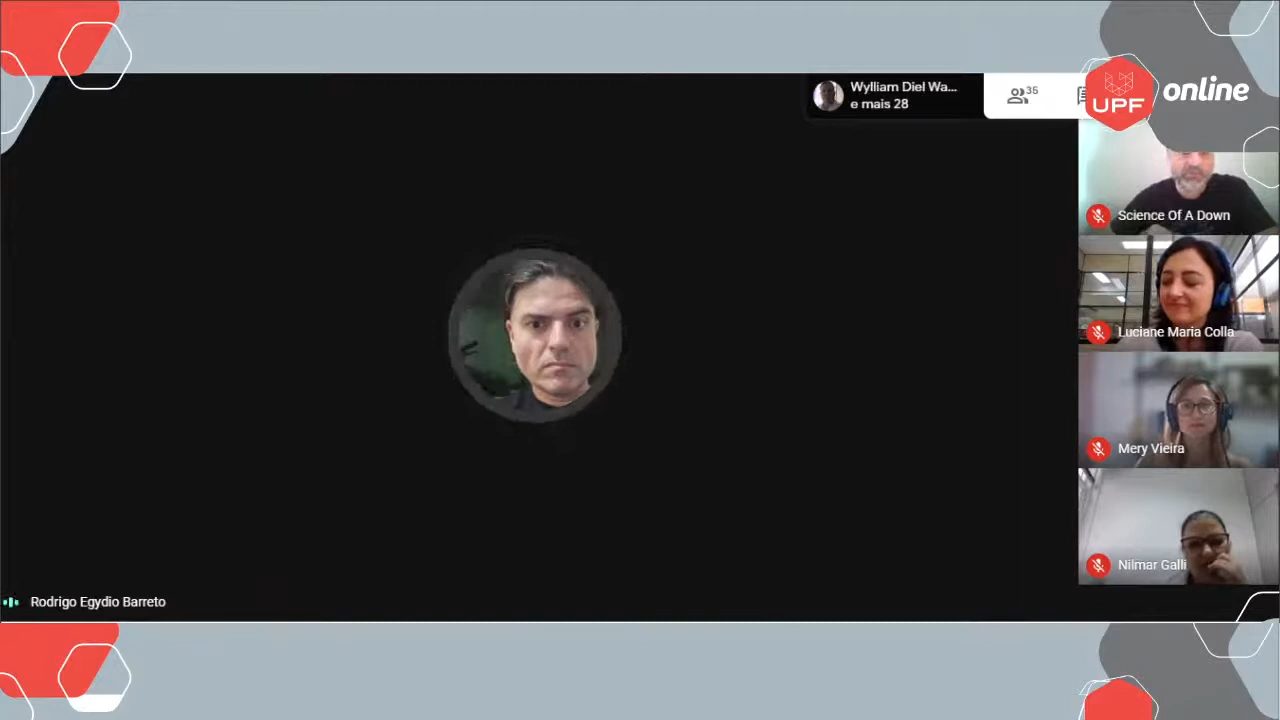 Wylliam Diel Wa...
e mais 28
35
UPF
online
Science Of A Down
Luciane Maria Colla
Mery Vieira
Nilmar Galli
Rodrigo Egydio Barreto